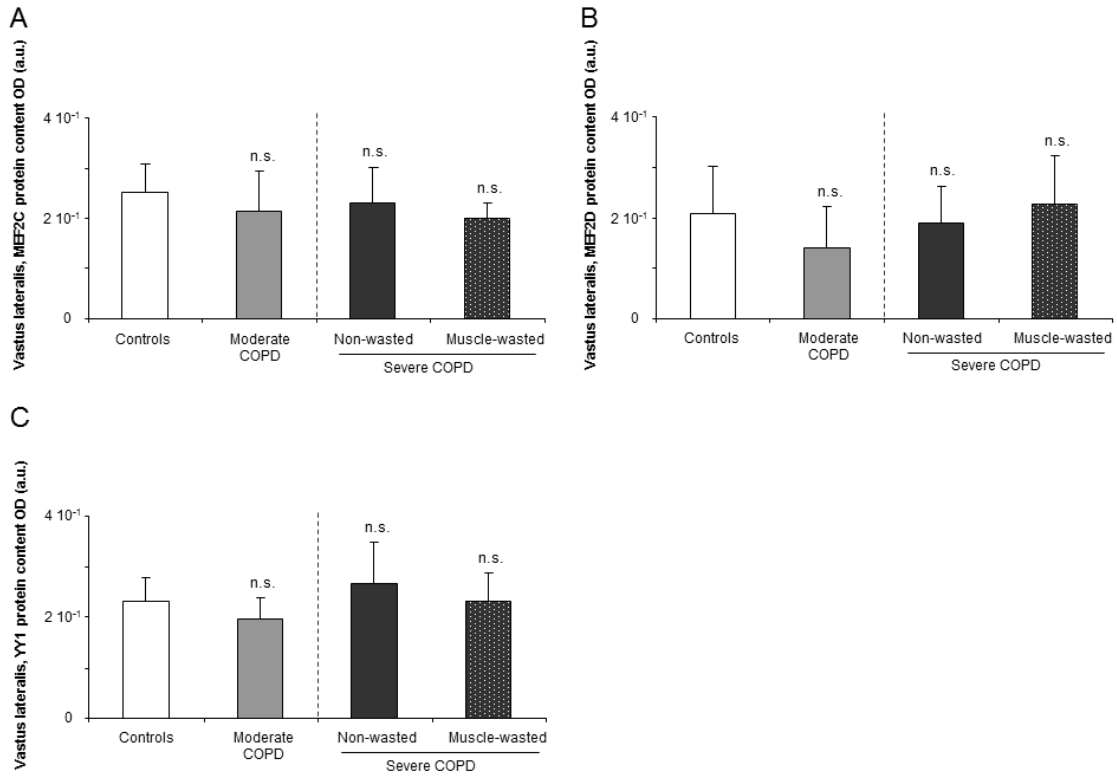 A
Vastus lateralis, MEF2C protein content OD (a.u.)
4 10⁻¹
2 10⁻¹
0
n.s.
n.s.
n.s.
Controls
Moderate
COPD
Non-wasted
Muscle-wasted
Severe COPD
B
Vastus lateralis, MEF2D protein content OD (a.u.)
4 10⁻¹
2 10⁻¹
0
n.s.
n.s.
n.s.
Controls
Moderate
COPD
Non-wasted
Muscle-wasted
Severe COPD
C
Vastus lateralis, YY1 protein content OD (a.u.)
4 10⁻¹
2 10⁻¹
0
n.s.
n.s.
n.s.
Controls
Moderate
COPD
Non-wasted
Muscle-wasted
Severe COPD